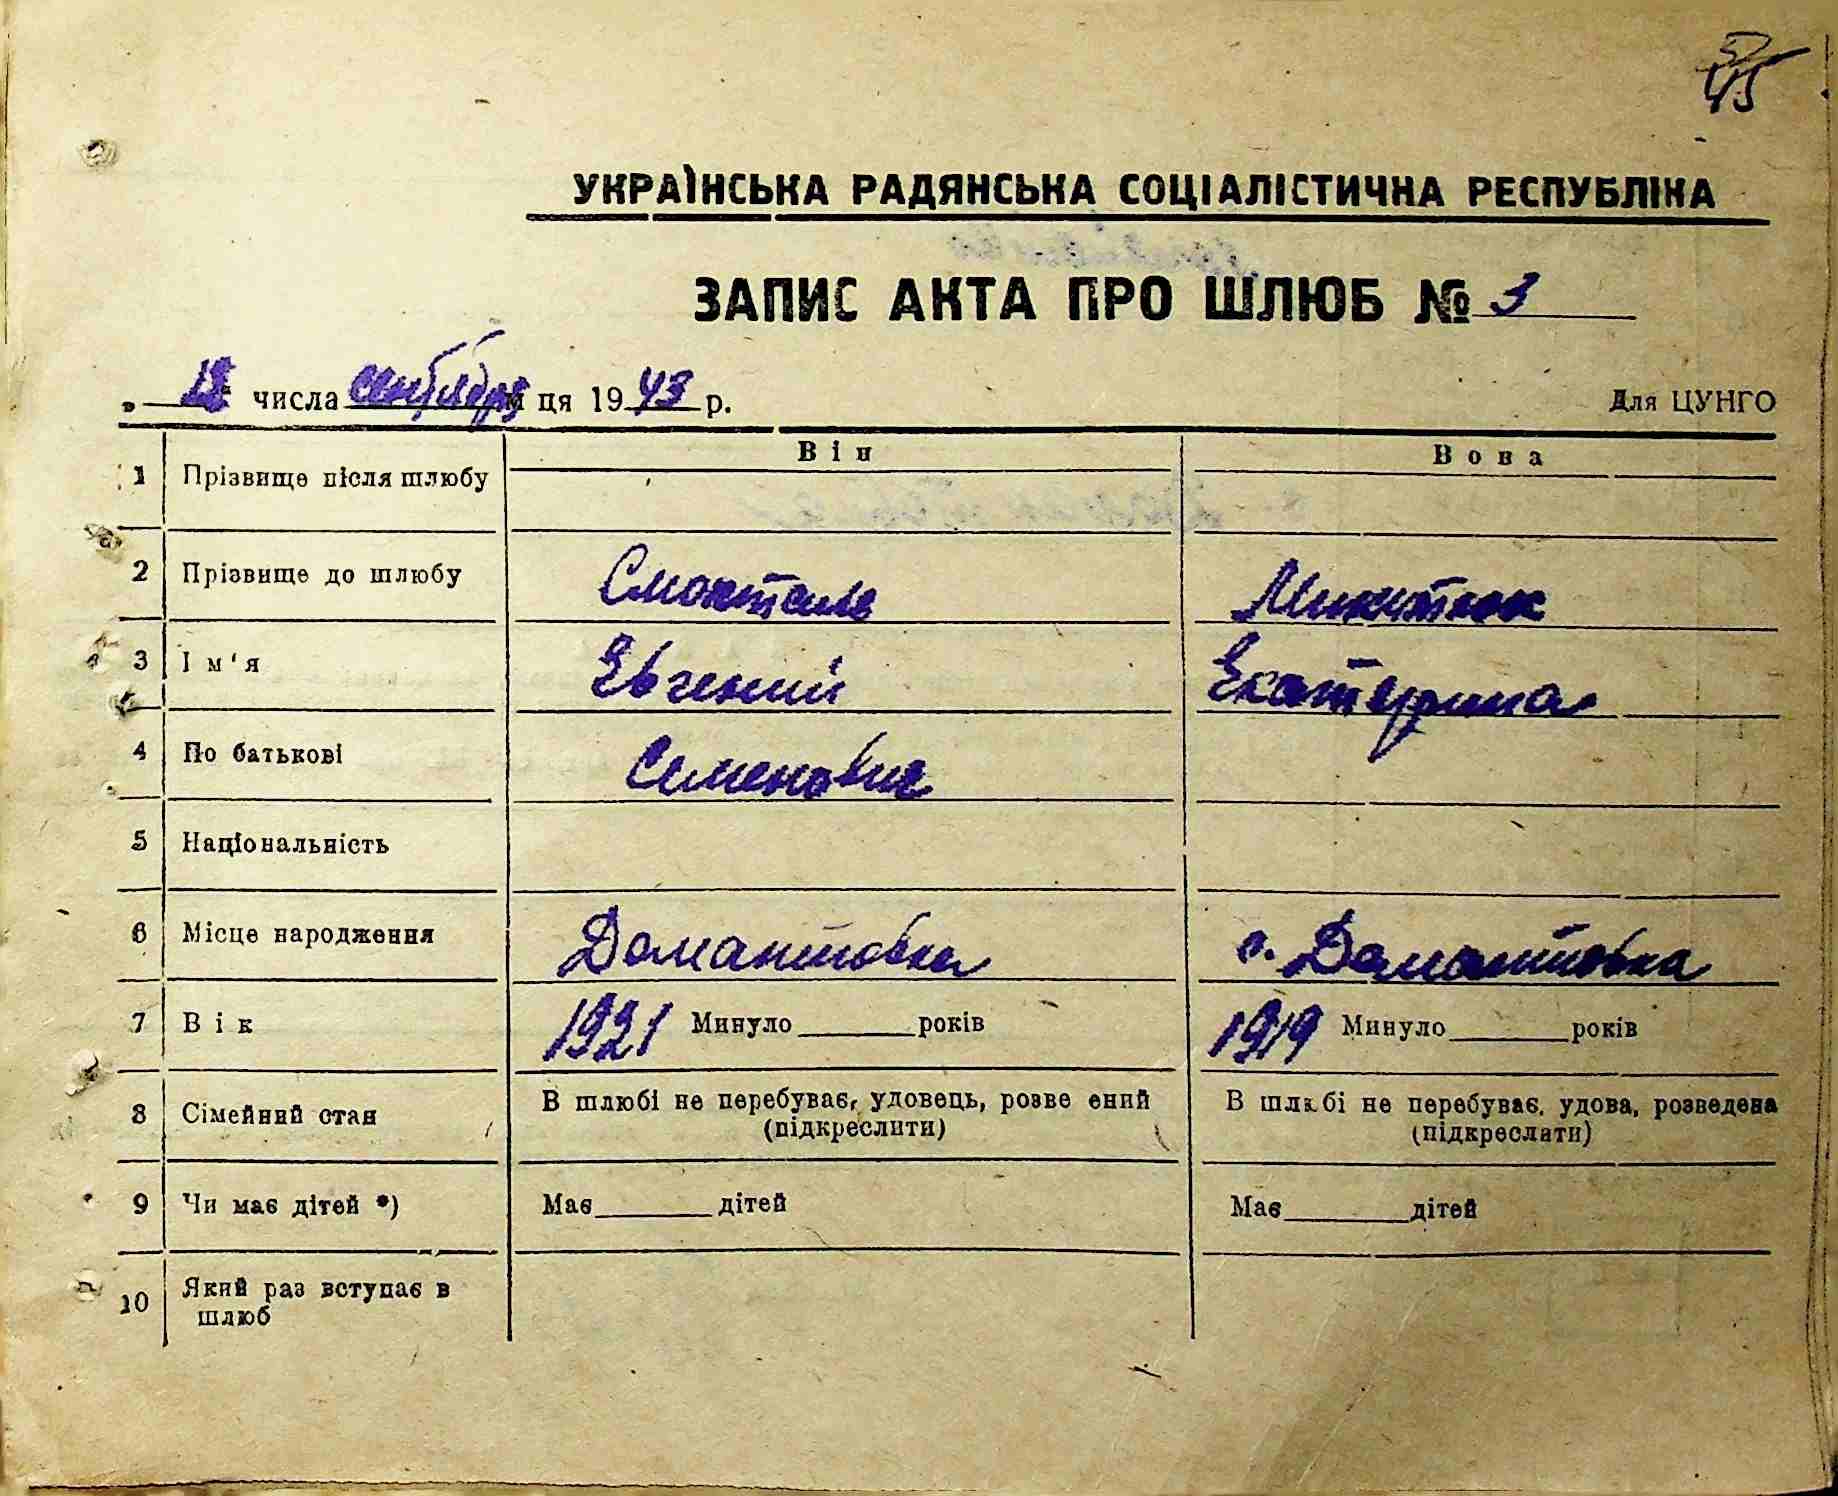 УКРАЇНСЬКА РАДЯНСЬКА СОЦІАЛІСТИЧНА РЕСПУБЛІКА
ЗАПИС АКТА ПРО ШЛЮБ № 3
12 числа сентября м ця 1943 р. Для ЦУНГО
Він Вона
1 Прізвище після шлюбу
2 Прізвище до шлюбу Микитюк
3 Ім'я Евгений Екатерина
4 По батькові Семенович
5 Національність
6 Місце народження Домантовка с. Домантовка
7 Вік 1921 Минуло років 1919 Минуло років
8 Сімейний стан В шлюбі не перебуває, удовець, розве ений (підкреслити) В шлюбі не перебуває, удова, розведена (підкреслити)
9 Чи має дітей *) Має дітей Має дітей
10 Який раз вступає в
шлюб